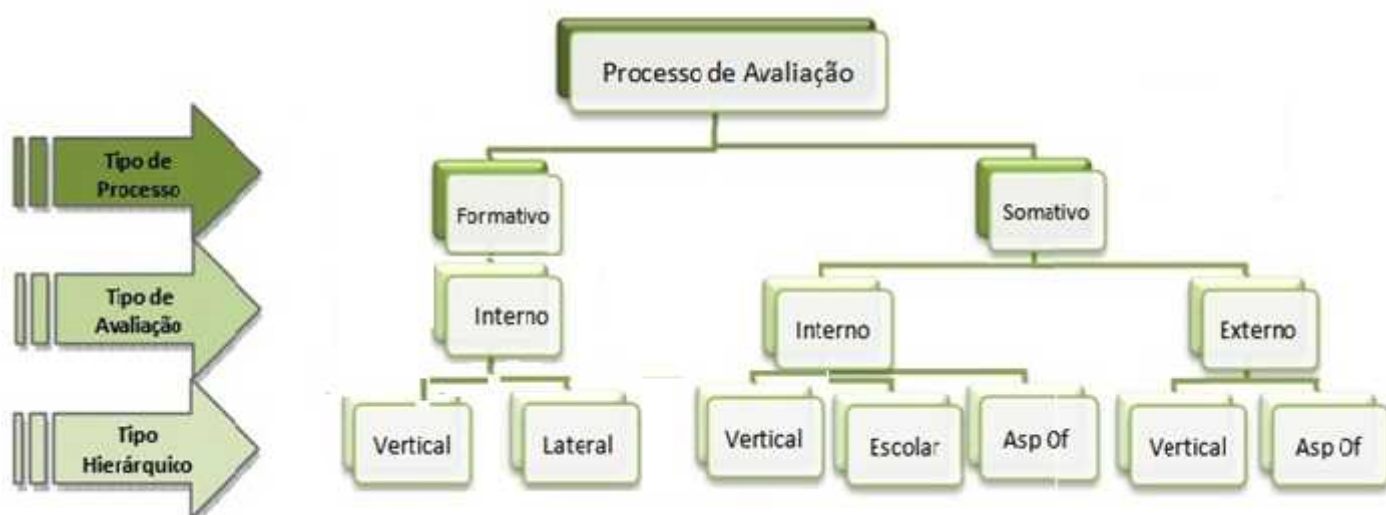 Processo de Avaliação
Tipo de
Processo
Formativo
Somativo
Tipo de
Avaliação
Interno
Interno
Externo
Tipo
Hierárquico
Vertical
Lateral
Vertical
Escolar
Asp Of
Vertical
Asp Of